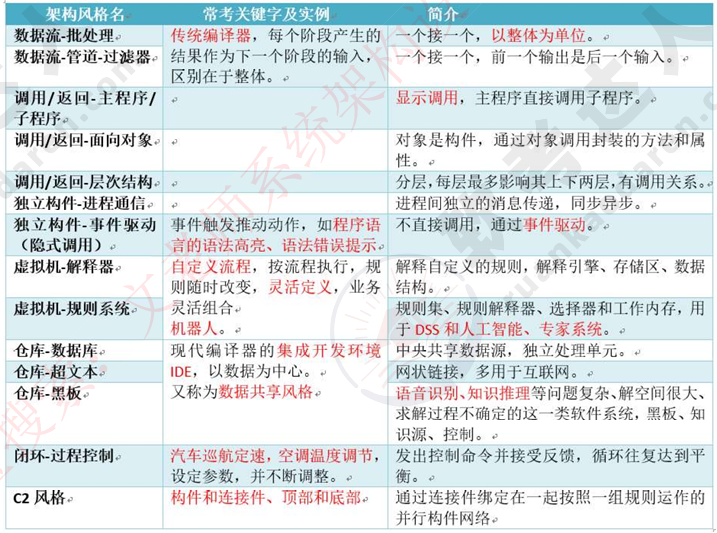 架构风格名 常考关键字及实例 简介
数据流-批处理 传统编译器，每个阶段产生的 一个接一个，以整体为单位。
数据流-管道-过滤器 结果作为下一个阶段的输入， 一个接一个，前一个输出是后一个输入。
区别在于整体。
调用/返回-主程序/ 显示调用，主程序直接调用子程序。
子程序
调用/返回-面向对象 对象是构件，通过对象调用封装的方法和属
性。
调用/返回-层次结构 分层，每层最多影响其上下两层，有调用关系。
独立构件-进程通信 进程间独立的消息传递，同步异步。
独立构件-事件驱动 事件触发推动动作，如程序语 不直接调用，通过事件驱动。
（隐式调用） 言的语法高亮、语法错误提示
虚拟机-解释器 自定义流程，按流程执行，规 解释自定义的规则，解释引擎、存储区、数据
则随时改变，灵活定义，业务 结构。
虚拟机-规则系统 灵活组合 规则集、规则解释器、选择器和工作内存，用
机器人。 于 DSS 和人工智能、专家系统。
仓库-数据库 现代编译器的集成开发环境 中央共享数据源，独立处理单元。
仓库-超文本 IDE，以数据为中心。 网状链接，多用于互联网。
仓库-黑板 又称为数据共享风格 语音识别、知识推理等问题复杂、解空间很大、
求解过程不确定的这一类软件系统，黑板、知
识源、控制。
闭环-过程控制 汽车巡航定速，空调温度调节， 发出控制命令并接受反馈，循环往复达到平
设定参数，并不断调整。 衡。
C2 风格 构件和连接件、顶部和底部 通过连接件绑定在一起按照一组规则运作的
并行构件网络